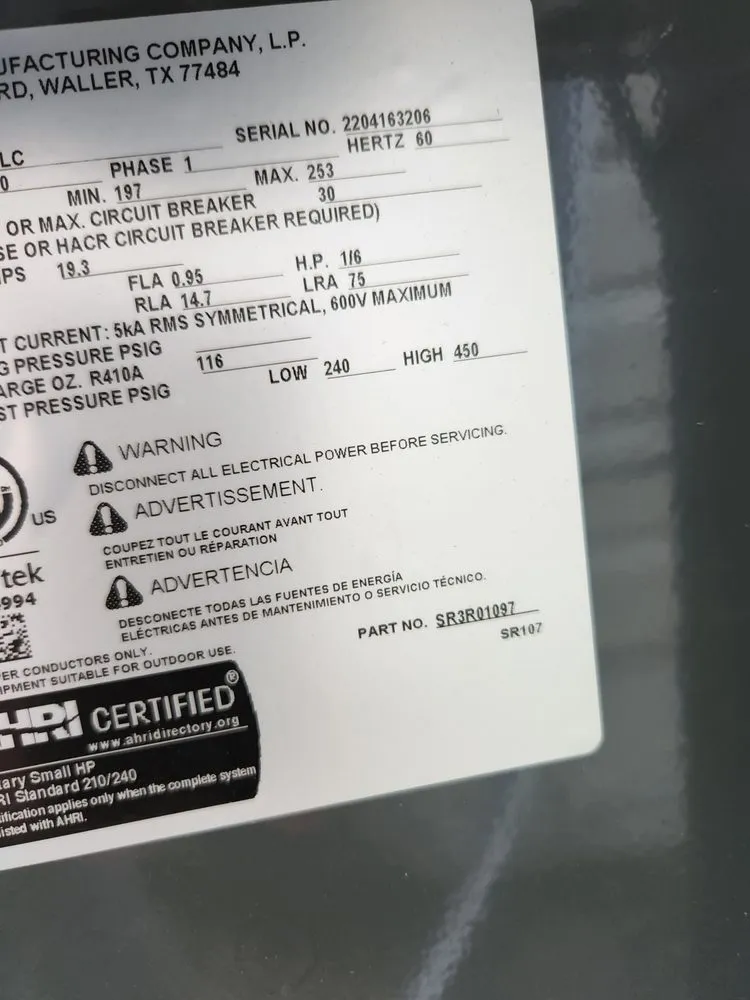 UFACTURING COMPANY, L.P.
RD, WALLER, TX 77484
SERIAL NO. 2204163206
LC PHASE 1 HERTZ 60
0 MIN. 197 MAX. 253
OR MAX. CIRCUIT BREAKER 30
SE OR HACR CIRCUIT BREAKER REQUIRED)
PS 19.3 FLA 0.95 H.P. 1/6
RLA 14.7 LRA 75
T CURRENT: 5kA RMS SYMMETRICAL, 600V MAXIMUM
G PRESSURE PSIG
ARGE OZ. R410A 116
ST PRESSURE PSIG LOW 240 HIGH 450
WARNING
DISCONNECT ALL ELECTRICAL POWER BEFORE SERVICING.
ADVERTISSEMENT.
COUPEZ TOUT LE COURANT AVANT TOUT
ENTRETIEN OU RÉPARATION
ADVERTENCIA
DESCONECTE TODAS LAS FUENTES DE ENERGÍA
ELÉCTRICAS ANTES DE MANTENIMIENTO O SERVICIO TÉCNICO.
US
tek
994
PART NO. SR3R01097
SR107
ER CONDUCTORS ONLY.
IPMENT SUITABLE FOR OUTDOOR USE.
HRI CERTIFIED®
www.ahridirectory.org
ary Small HP
RI Standard 210/240
ification applies only when the complete system
isted with AHRI.